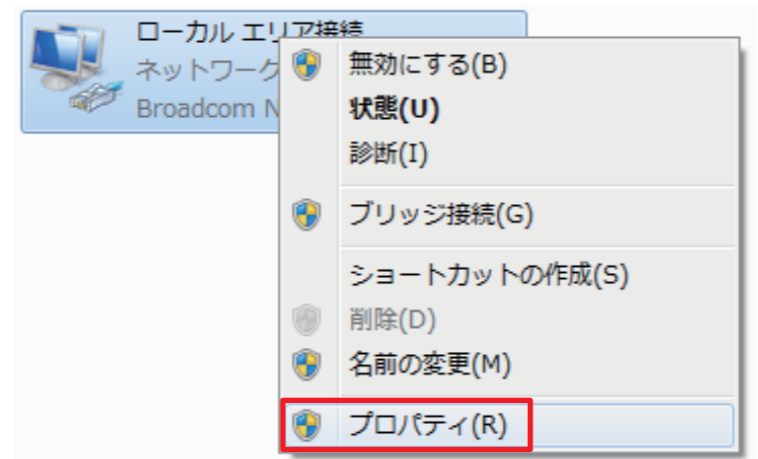 ローカル エリア接続
ネットワーク
Broadcom N
無効にする(B)
状態(U)
診断(I)
ブリッジ接続(G)
ショートカットの作成(S)
削除(D)
名前の変更(M)
プロパティ(R)